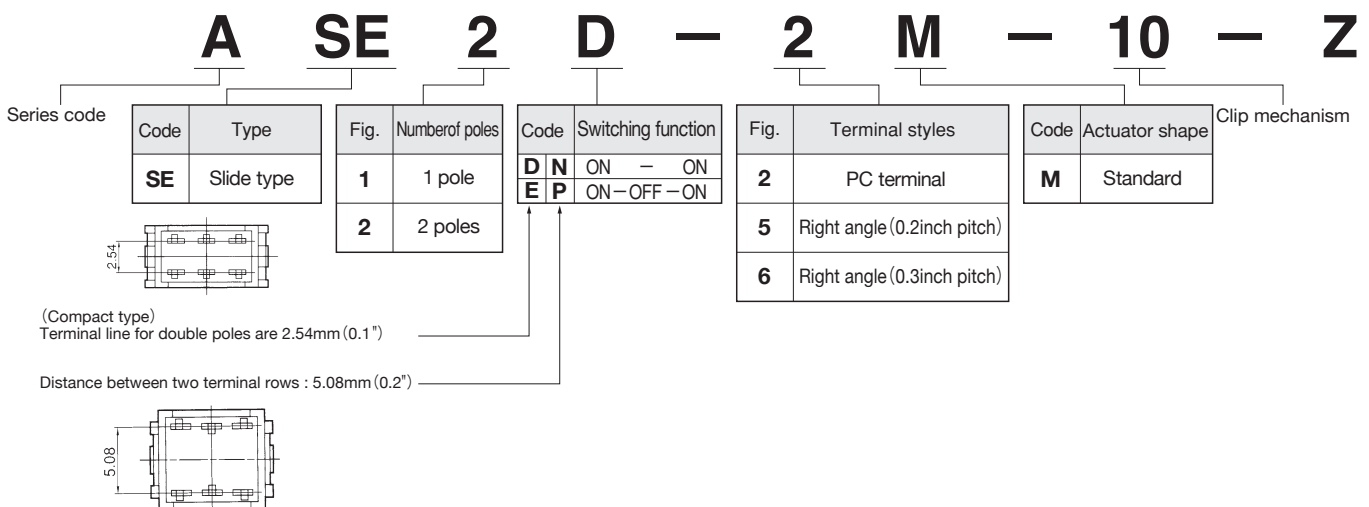 A SE 2 D － 2 M － 10 － Z
Series code
Clip mechanism
Code Type
SE Slide type
Fig. Numberof poles
1 1 pole
2 2 poles
Code Switching function
D N ON － ON
E P ON－OFF－ON
Fig. Terminal styles
2 PC terminal
5 Right angle(0.2inch pitch)
6 Right angle(0.3inch pitch)
Code Actuator shape
M Standard
2.54
(Compact type)
Terminal line for double poles are 2.54mm(0.1")
Distance between two terminal rows : 5.08mm(0.2")
5.08